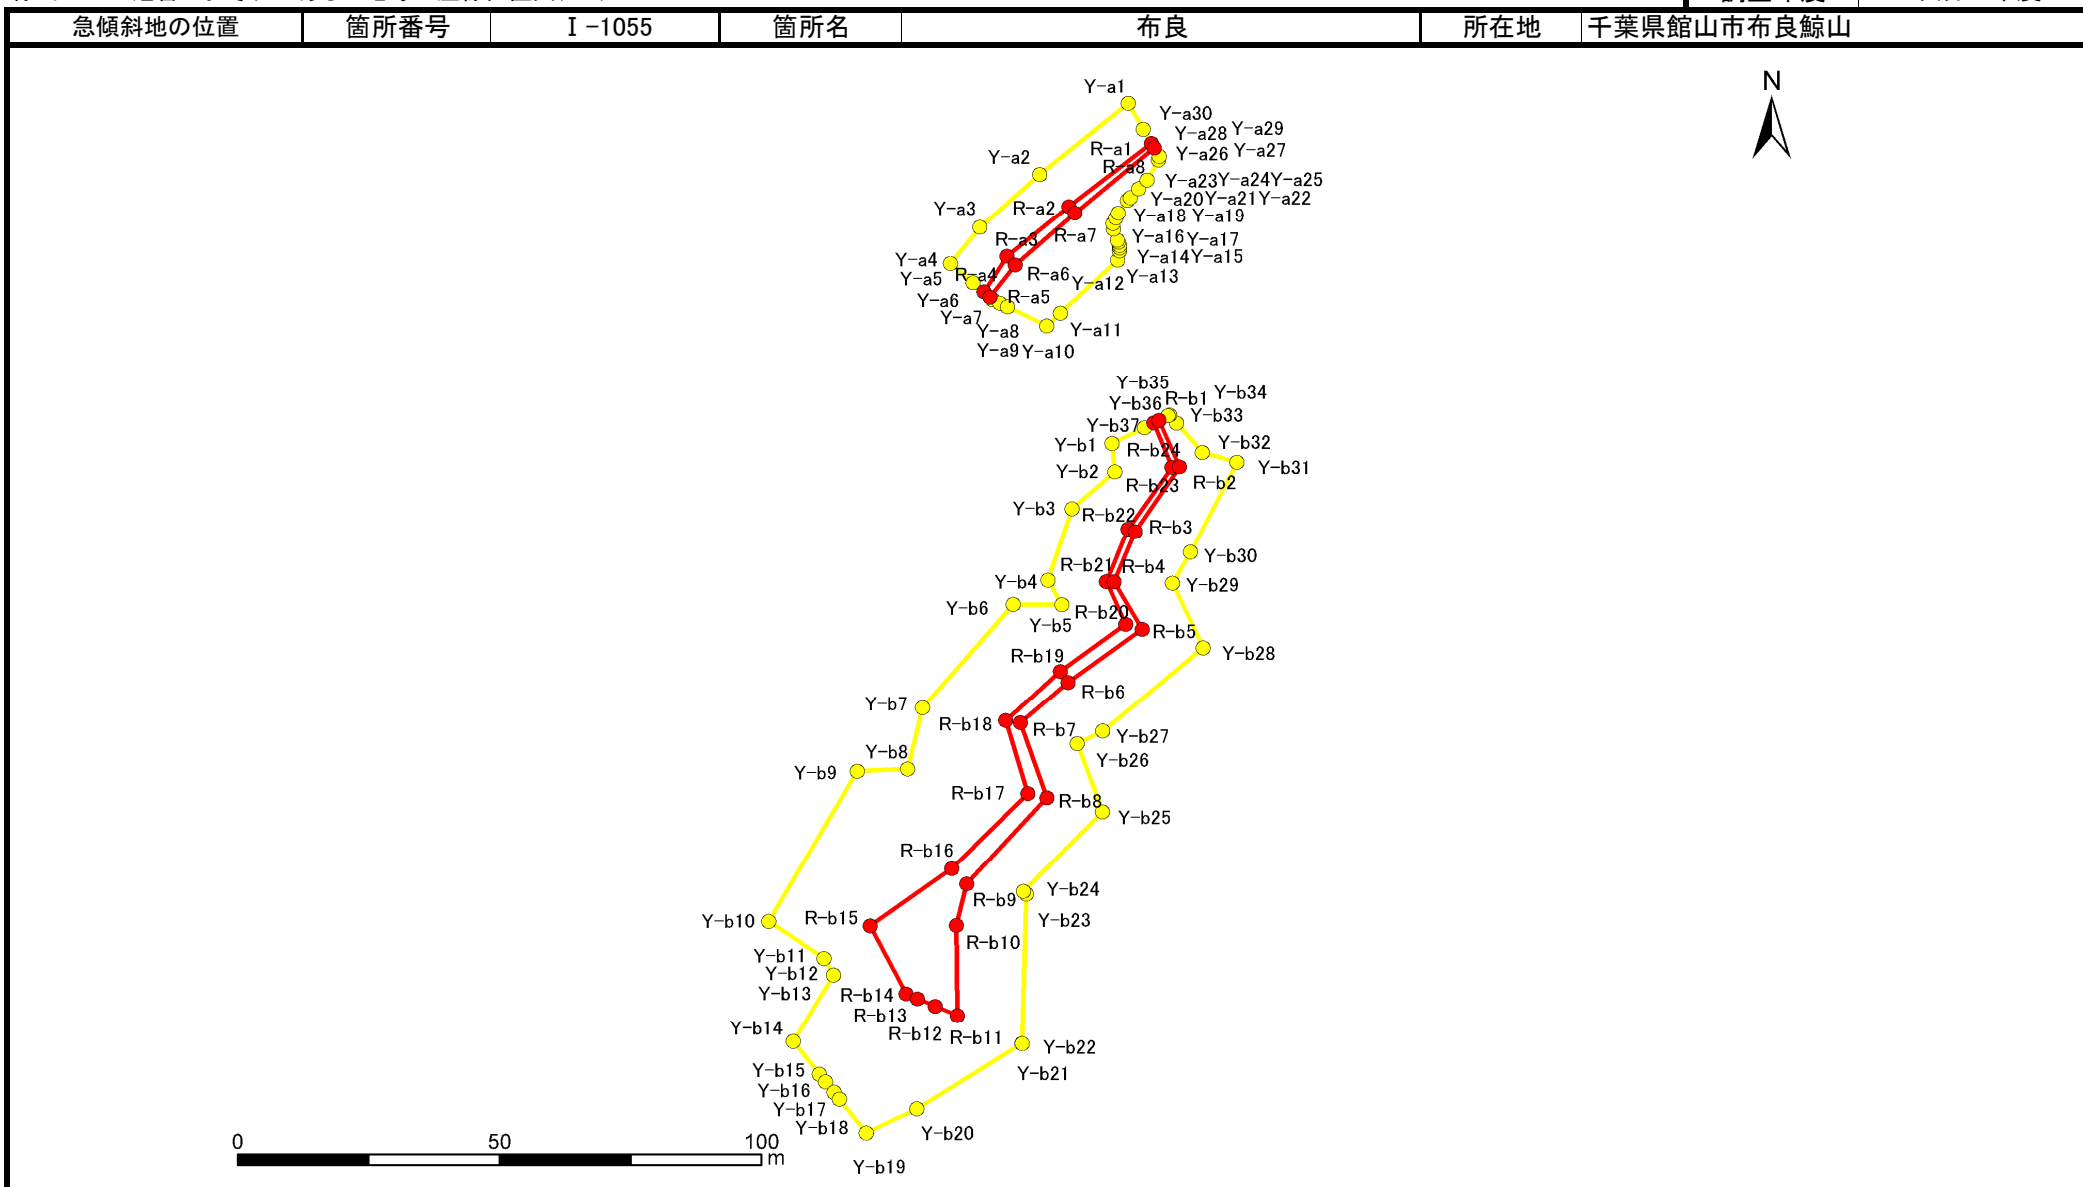 急傾斜地の位置 箇所番号 Ⅰ-1055 箇所名 布良 所在地 千葉県館山市布良鯨山
N
Y-a1
Y-a30
Y-a28 Y-a29
R-a1
Y-a26 Y-a27
Y-a2
R-a8
Y-a23 Y-a24 Y-a25
Y-a20 Y-a21 Y-a22
Y-a3
R-a2
Y-a18 Y-a19
R-a3
R-a7
Y-a16 Y-a17
Y-a14 Y-a15
Y-a4
Y-a5
R-a4
R-a6
Y-a12
Y-a13
Y-a6
R-a5
Y-a7
Y-a8
Y-a11
Y-a9 Y-a10
Y-b35
R-b1
Y-b34
Y-b36
Y-b33
Y-b37
Y-b1
R-b24
Y-b32
Y-b31
Y-b2
R-b23
R-b2
Y-b3
R-b22
R-b3
Y-b30
R-b21
R-b4
Y-b4
Y-b29
Y-b6
Y-b5
R-b20
R-b5
Y-b28
R-b19
R-b6
Y-b7
R-b18
R-b7
Y-b27
Y-b8
Y-b26
Y-b9
R-b17
R-b8
Y-b25
R-b16
R-b9
Y-b24
Y-b23
Y-b10
R-b15
R-b10
Y-b11
Y-b12
Y-b13
R-b14
R-b13
R-b12
R-b11
Y-b14
Y-b22
Y-b21
Y-b15
Y-b16
Y-b17
Y-b18
Y-b20
Y-b19
0 50 100
m